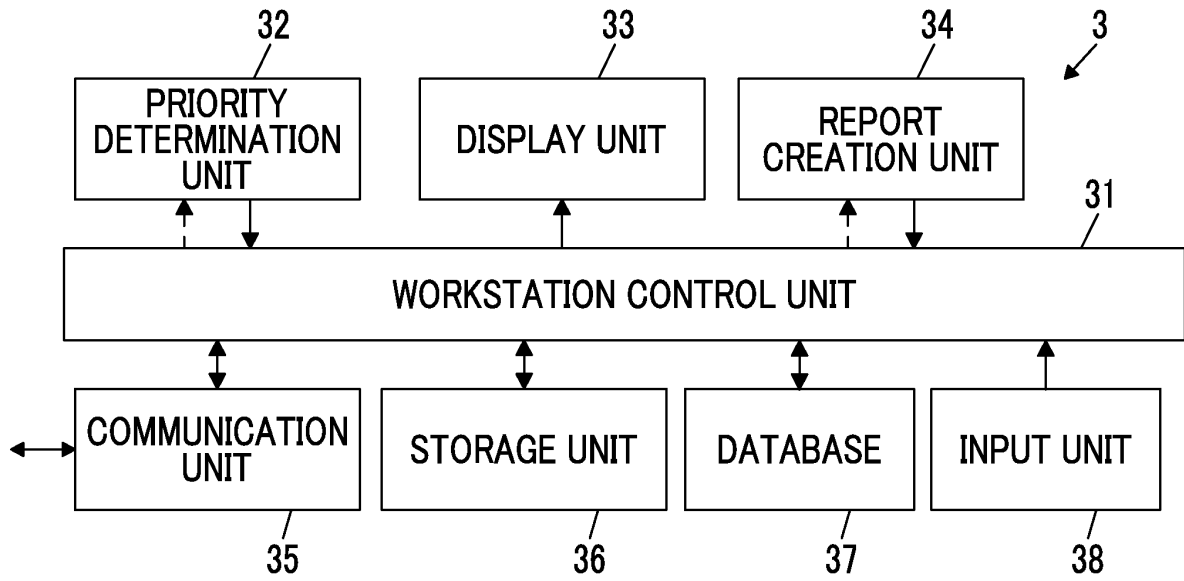 32
33
34
3
PRIORITY
DETERMINATION
UNIT
DISPLAY UNIT
REPORT
CREATION UNIT
31
WORKSTATION CONTROL UNIT
COMMUNICATION
UNIT
STORAGE UNIT
DATABASE
INPUT UNIT
35
36
37
38